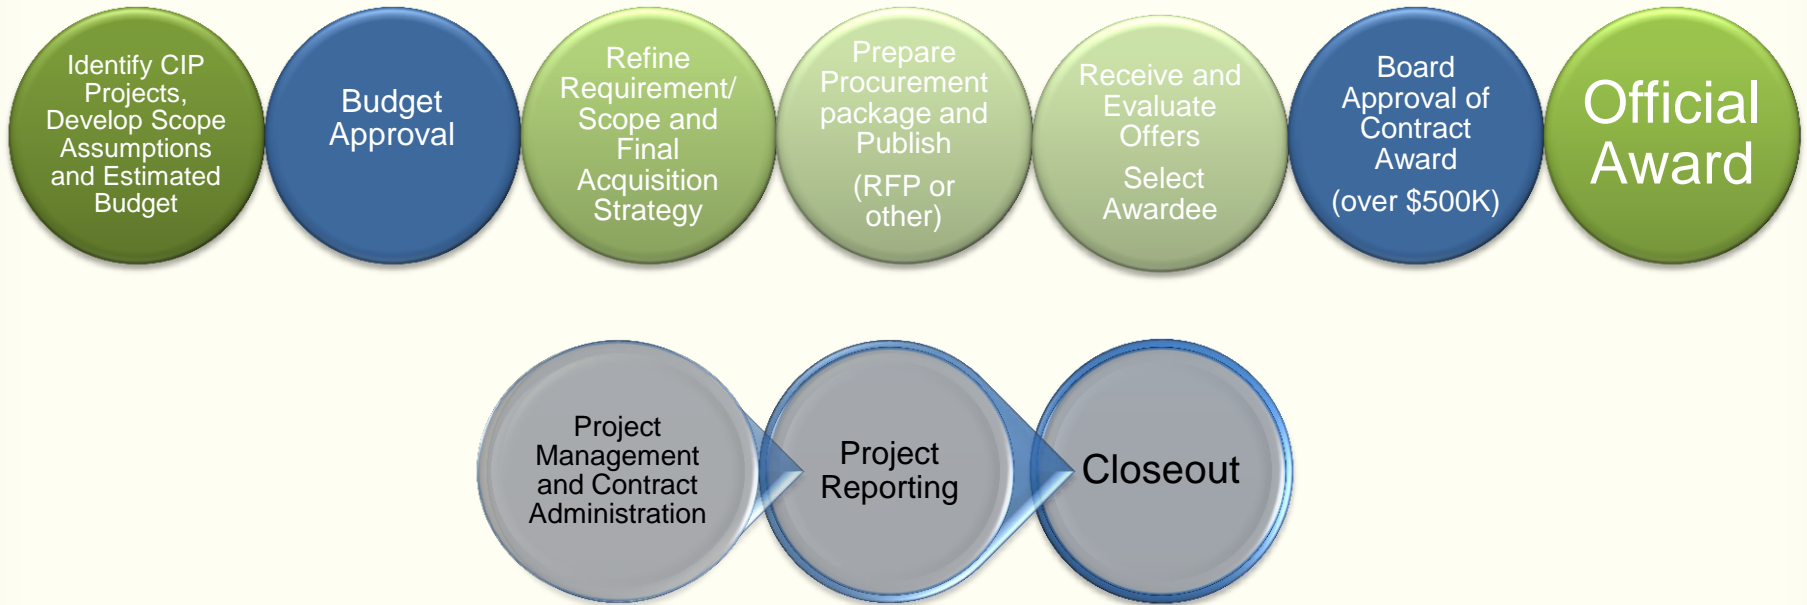 Identify CIP
Projects,
Develop Scope
Assumptions
and Estimated
Budget
Budget
Approval
Refine
Requirement/
Scope and
Final
Acquisition
Strategy
Prepare
Procurement
package and
Publish
(RFP or
other)
Receive and
Evaluate
Offers
Select
Awardee
Board
Approval of
Contract
Award
(over $500K)
Official
Award
Project
Management
and Contract
Administration
Project
Reporting
Closeout